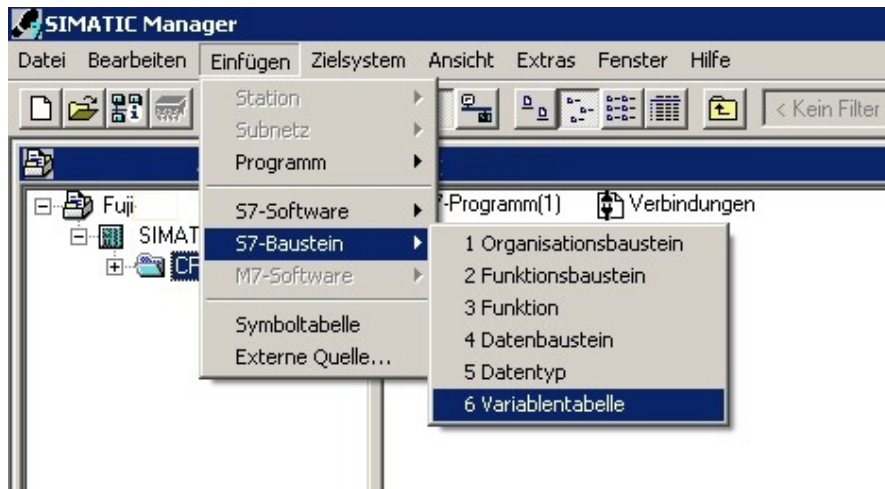 SIMATIC Manager
Datei Bearbeiten Einfügen Zielsystem Ansicht Extras Fenster Hilfe
< Kein Filter
Station
Subnetz
Programm
S7-Software
S7-Baustein
M7-Software
Symboltabelle
Externe Quelle...
Fuji
SIMAT
-Programm(1) Verbindungen
1 Organisationsbaustein
2 Funktionsbaustein
3 Funktion
4 Datenbaustein
5 Datentyp
6 Variablentabelle